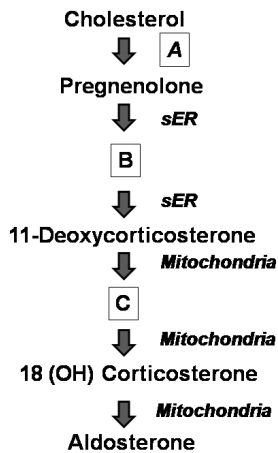 Cholesterol
A
Pregnenolone
sER
B
sER
11-Deoxycorticosterone
Mitochondria
C
Mitochondria
18 (OH) Corticosterone
Mitochondria
Aldosterone